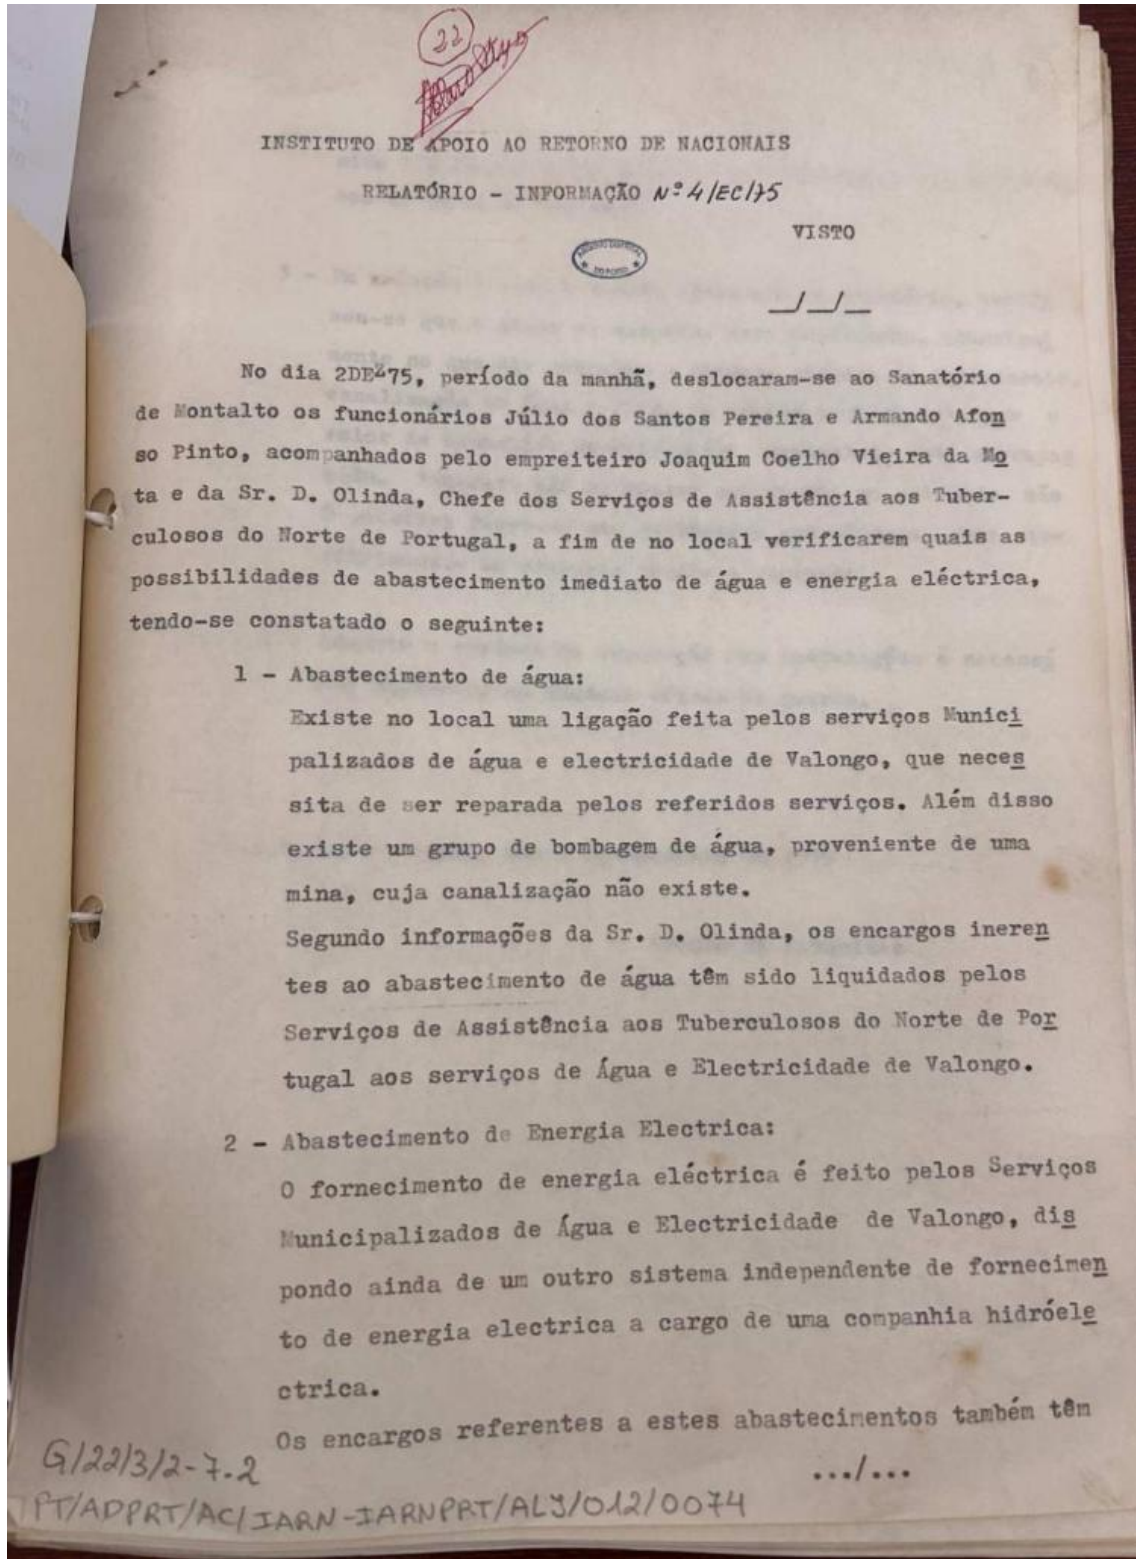 22
INSTITUTO DE APOIO AO RETORNO DE NACIONAIS
RELATÓRIO - INFORMAÇÃO Nº 4/EC/75
VISTO
__/__/__
No dia 2DEZ75, período da manhã, deslocaram-se ao Sanatório
de Montalto os funcionários Júlio dos Santos Pereira e Armando Afon
so Pinto, acompanhados pelo empreiteiro Joaquim Coelho Vieira da Mo
ta e da Sr. D. Olinda, Chefe dos Serviços de Assistência aos Tuber-
culosos do Norte de Portugal, a fim de no local verificarem quais as
possibilidades de abastecimento imediato de água e energia eléctrica,
tendo-se constatado o seguinte:
1 - Abastecimento de água:
Existe no local uma ligação feita pelos serviços Munici
palizados de água e electricidade de Valongo, que neces
sita de ser reparada pelos referidos serviços. Além disso
existe um grupo de bombagem de água, proveniente de uma
mina, cuja canalização não existe.
Segundo informações da Sr. D. Olinda, os encargos ineren
tes ao abastecimento de água têm sido liquidados pelos
Serviços de Assistência aos Tuberculosos do Norte de Por
tugal aos serviços de Água e Electricidade de Valongo.
2 - Abastecimento de Energia Electrica:
O fornecimento de energia eléctrica é feito pelos Serviços
Municipalizados de Água e Electricidade de Valongo, dis
pondo ainda de um outro sistema independente de fornecimen
to de energia electrica a cargo de uma companhia hidróele
ctrica.
Os encargos referentes a estes abastecimentos também têm
.../...
G/22/3/2-7.2
PT/ADPRT/AC/IARN-IARNPRT/ALJ/012/0074